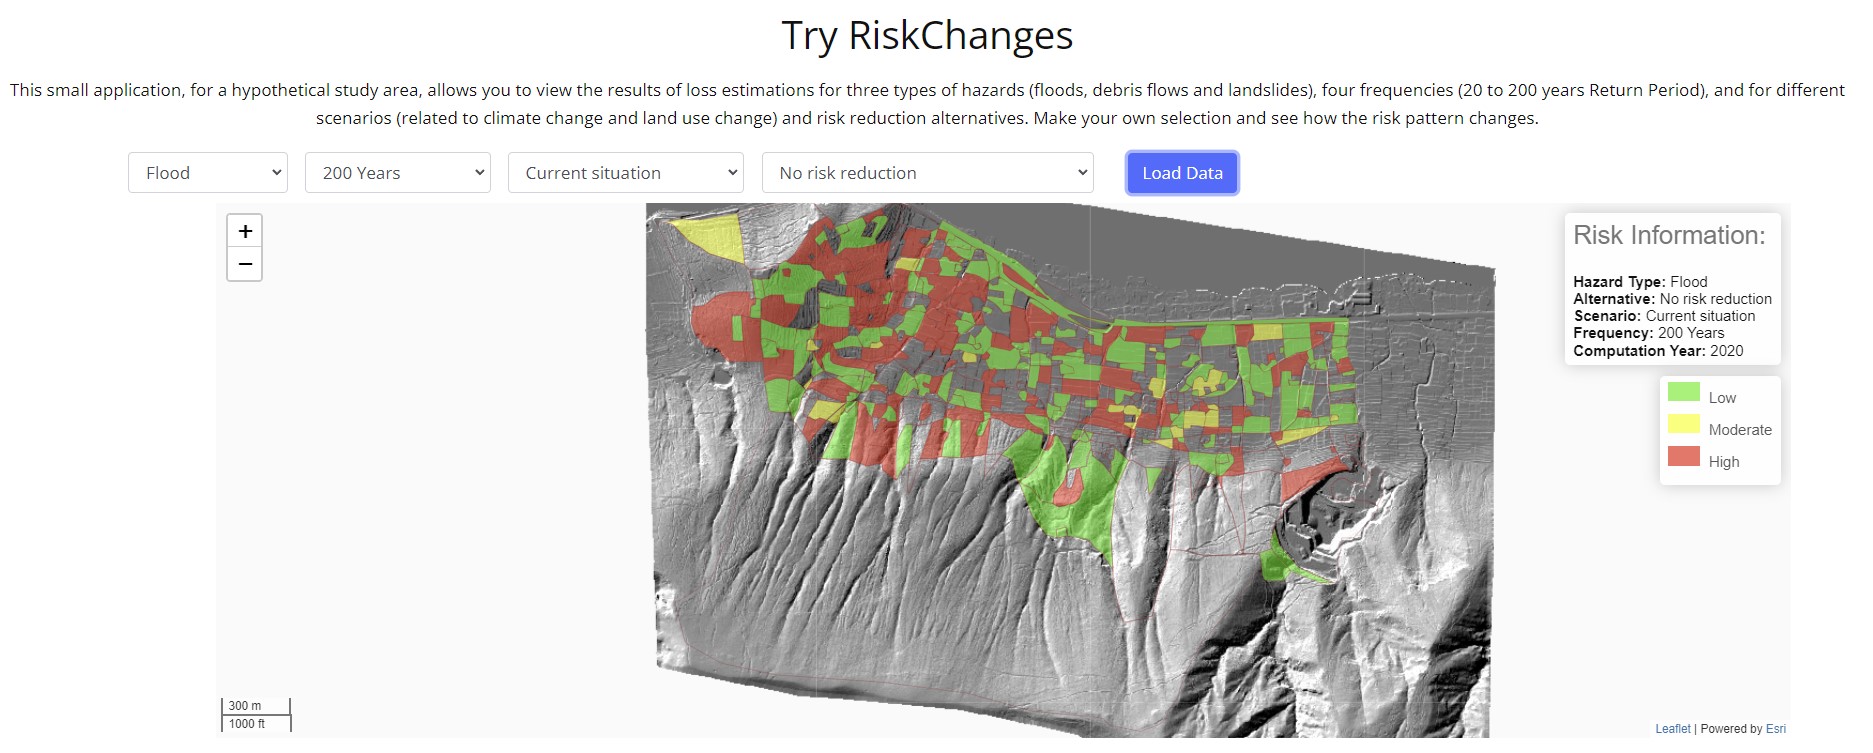 Try RiskChanges
This small application, for a hypothetical study area, allows you to view the results of loss estimations for three types of hazards (floods, debris flows and landslides), four frequencies (20 to 200 years Return Period), and for different
scenarios (related to climate change and land use change) and risk reduction alternatives. Make your own selection and see how the risk pattern changes.
Flood 200 Years Current situation No risk reduction Load Data
+
−
Risk Information:
Hazard Type: Flood
Alternative: No risk reduction
Scenario: Current situation
Frequency: 200 Years
Computation Year: 2020
Low
Moderate
High
300 m
1000 ft
Leaflet | Powered by Esri